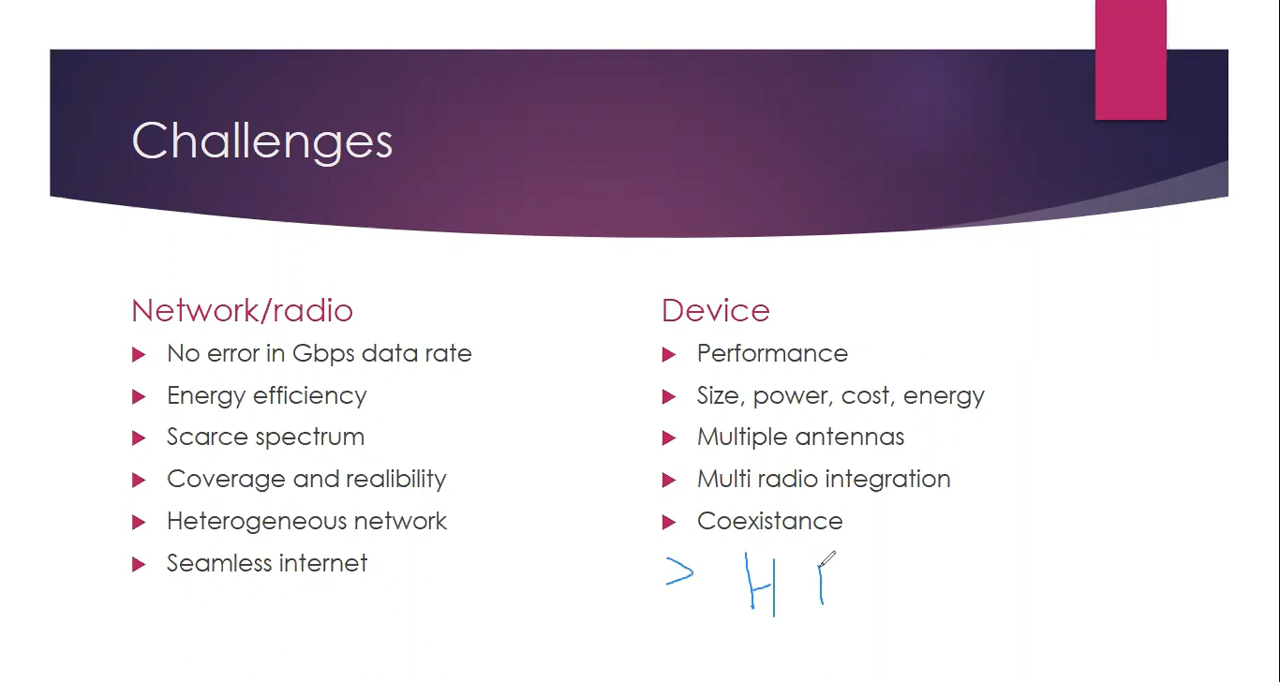 Challenges
Network/radio
No error in Gbps data rate
Energy efficiency
Scarce spectrum
Coverage and realibility
Heterogeneous network
Seamless internet
Device
Performance
Size, power, cost, energy
Multiple antennas
Multi radio integration
Coexistance
> H